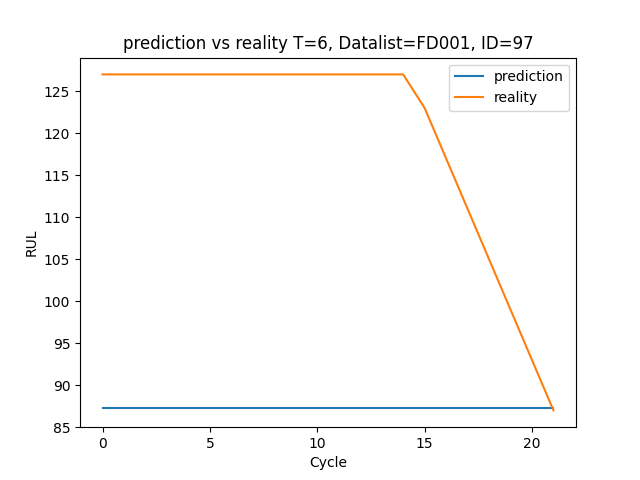 prediction vs reality T=6, Datalist=FD001, ID=97
prediction
reality
125
120
115
110
105
100
95
90
85
RUL
0 5 10 15 20
Cycle